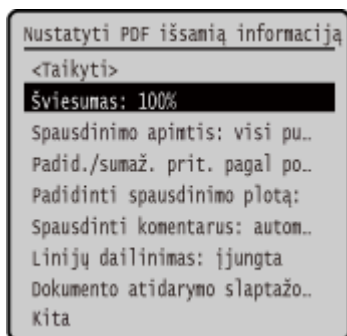 Nustatyti PDF išsamią informaciją
<Taikyti>
Šviesumas: 100%
Spausdinimo apimtis: visi pu…
Padid./sumaž. prit. pagal po…
Padidinti spausdinimo plotą:
Spausdinti komentarus: autom…
Linijų dailinimas: įjungta
Dokumento atidarymo slaptažo…
Kita